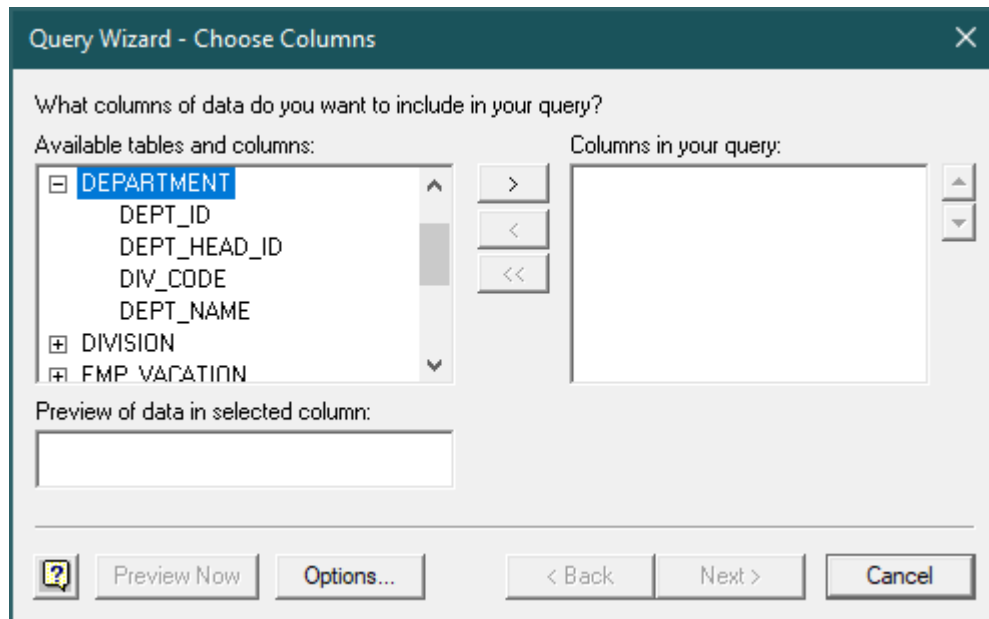 Query Wizard - Choose Columns
What columns of data do you want to include in your query?
Available tables and columns:
Columns in your query:
DEPARTMENT
DEPT_ID
DEPT_HEAD_ID
DIV_CODE
DEPT_NAME
DIVISION
EMP_VACATION
>
<
<<
Preview of data in selected column:
Preview Now
Options...
< Back
Next >
Cancel